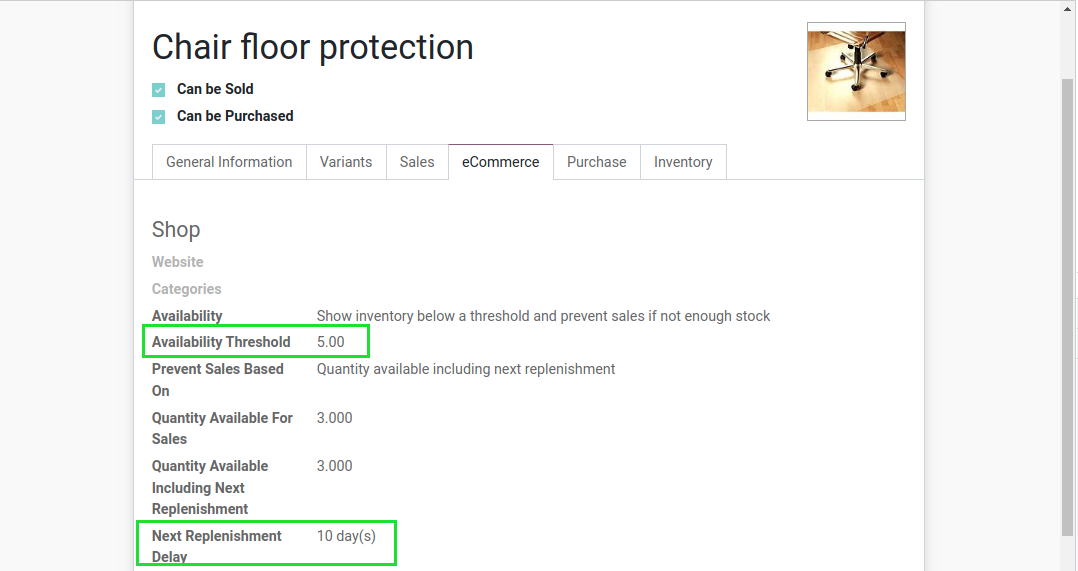 Chair floor protection
Can be Sold
Can be Purchased
General Information Variants Sales eCommerce Purchase Inventory
Shop
Website
Categories
Availability Show inventory below a threshold and prevent sales if not enough stock
Availability Threshold 5.00
Prevent Sales Based Quantity available including next replenishment
On
Quantity Available For 3.000
Sales
Quantity Available 3.000
Including Next
Replenishment
Next Replenishment 10 day(s)
Delay